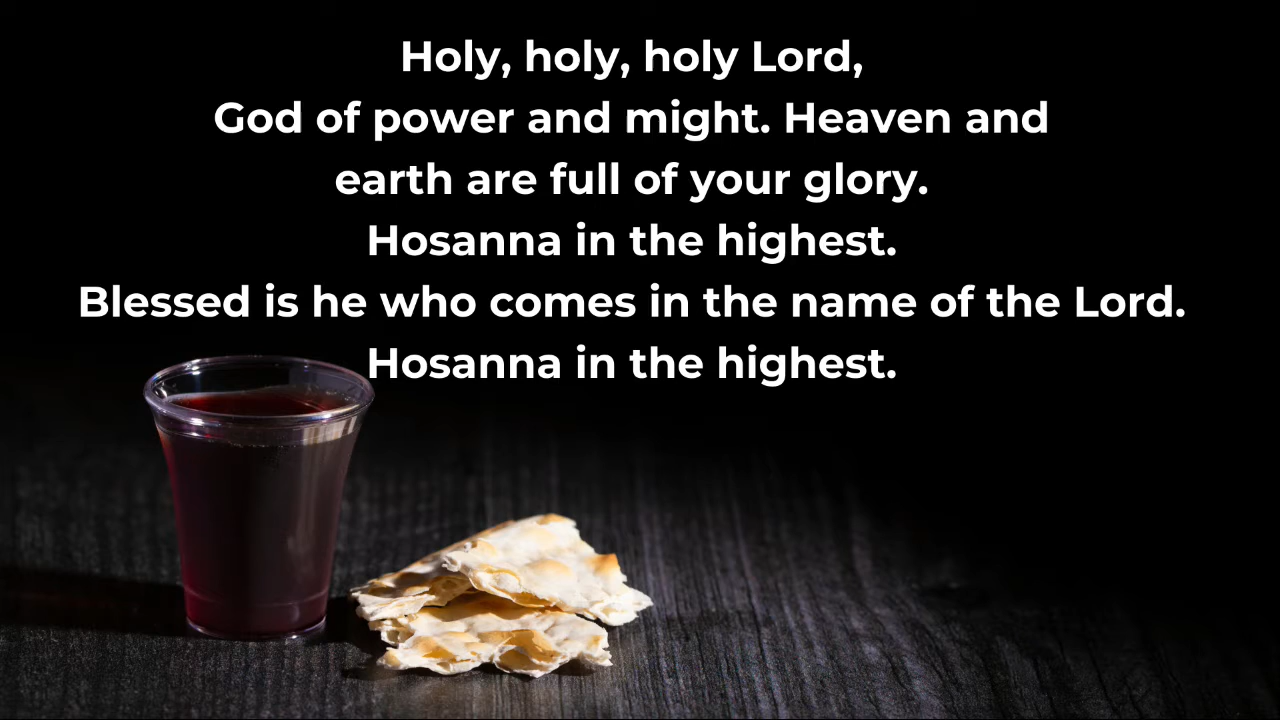 Holy, holy, holy Lord,
God of power and might. Heaven and
earth are full of your glory.
Hosanna in the highest.
Blessed is he who comes in the name of the Lord.
Hosanna in the highest.